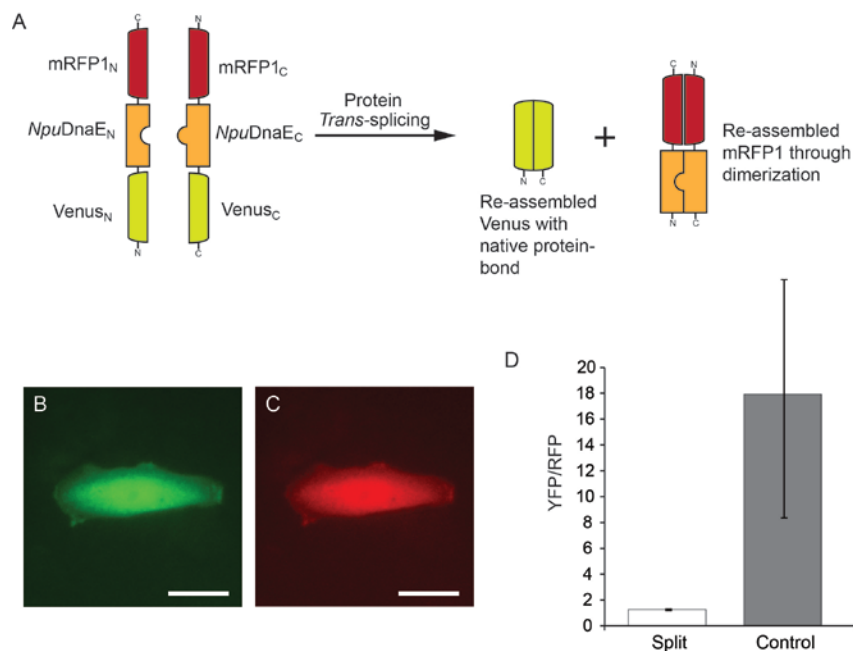 A
C
N
mRFP1N
mRFP1C
NpuDnaEN
NpuDnaEC
VenusN
VenusC
N
C
Protein
Trans-splicing
N
C
Re-assembled
Venus with
native protein-
bond
+
C
N
Re-assembled
mRFP1 through
dimerization
N
C
B
C
D
YFP/RFP
20
18
16
14
12
10
8
6
4
2
0
Split
Control